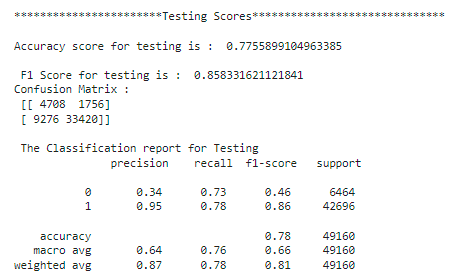 ***********************Testing Scores******************************
Accuracy score for testing is :  0.7755899104963385
F1 Score for testing is :  0.858331621121841
Confusion Matrix :
[[ 4708  1756]
[ 9276 33420]]
The Classification report for Testing
precision    recall  f1-score   support
0       0.34      0.73      0.46      6464
1       0.95      0.78      0.86     42696
accuracy                           0.78     49160
macro avg       0.64      0.76      0.66     49160
weighted avg       0.87      0.78      0.81     49160